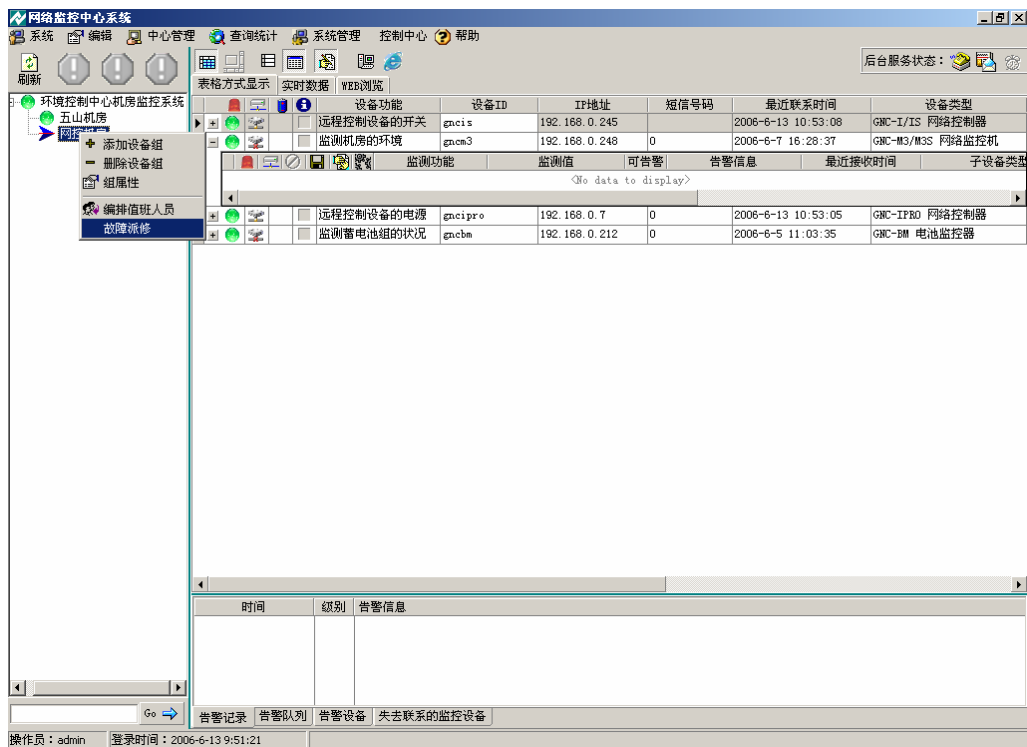 网络监控中心系统
系统 编辑 中心管理 查询统计 系统管理 控制中心 帮助
刷新
后台服务状态：
表格方式显示 实时数据 WEB浏览
环境控制中心机房监控系统
五山机房
网控机房
添加设备组
删除设备组
组属性
编排值班人员
故障派修
设备功能 设备ID IP地址 短信号码 最近联系时间 设备类型
远程控制设备的开关 gncis 192.168.0.245 2006-6-13 10:53:08 GNC-I/IS 网络控制器
监测机房的环境 gncm3 192.168.0.248 0 2006-6-7 16:28:37 GNC-M3/M3S 网络监控机
监测功能 监测值 可告警 告警信息 最近接收时间 子设备类型
<No data to display>
远程控制设备的电源 gncipro 192.168.0.7 0 2006-6-13 10:53:05 GNC-IPRO 网络控制器
监测蓄电池组的状况 gncbm 192.168.0.212 0 2006-6-5 11:03:35 GNC-BM 电池监控器
时间 级别 告警信息
Go
告警记录 告警队列 告警设备 失去联系的监控设备
操作员：admin 登录时间：2006-6-13 9:51:21